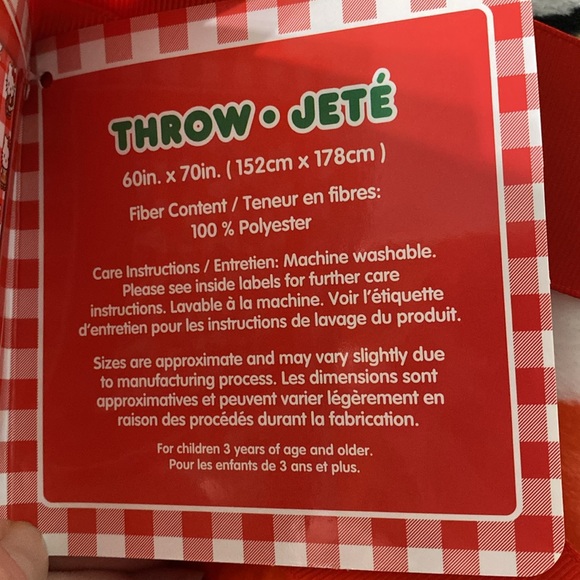 THROW • JETÉ
60in. x 70in. ( 152cm x 178cm )
Fiber Content / Teneur en fibres:
100 % Polyester
Care Instructions / Entretien: Machine washable.
Please see inside labels for further care
instructions. Lavable à la machine. Voir l'étiquette
d'entretien pour les instructions de lavage du produit.
Sizes are approximate and may vary slightly due
to manufacturing process. Les dimensions sont
approximatives et peuvent varier légèrement en
raison des procédés durant la fabrication.
For children 3 years of age and older.
Pour les enfants de 3 ans et plus.